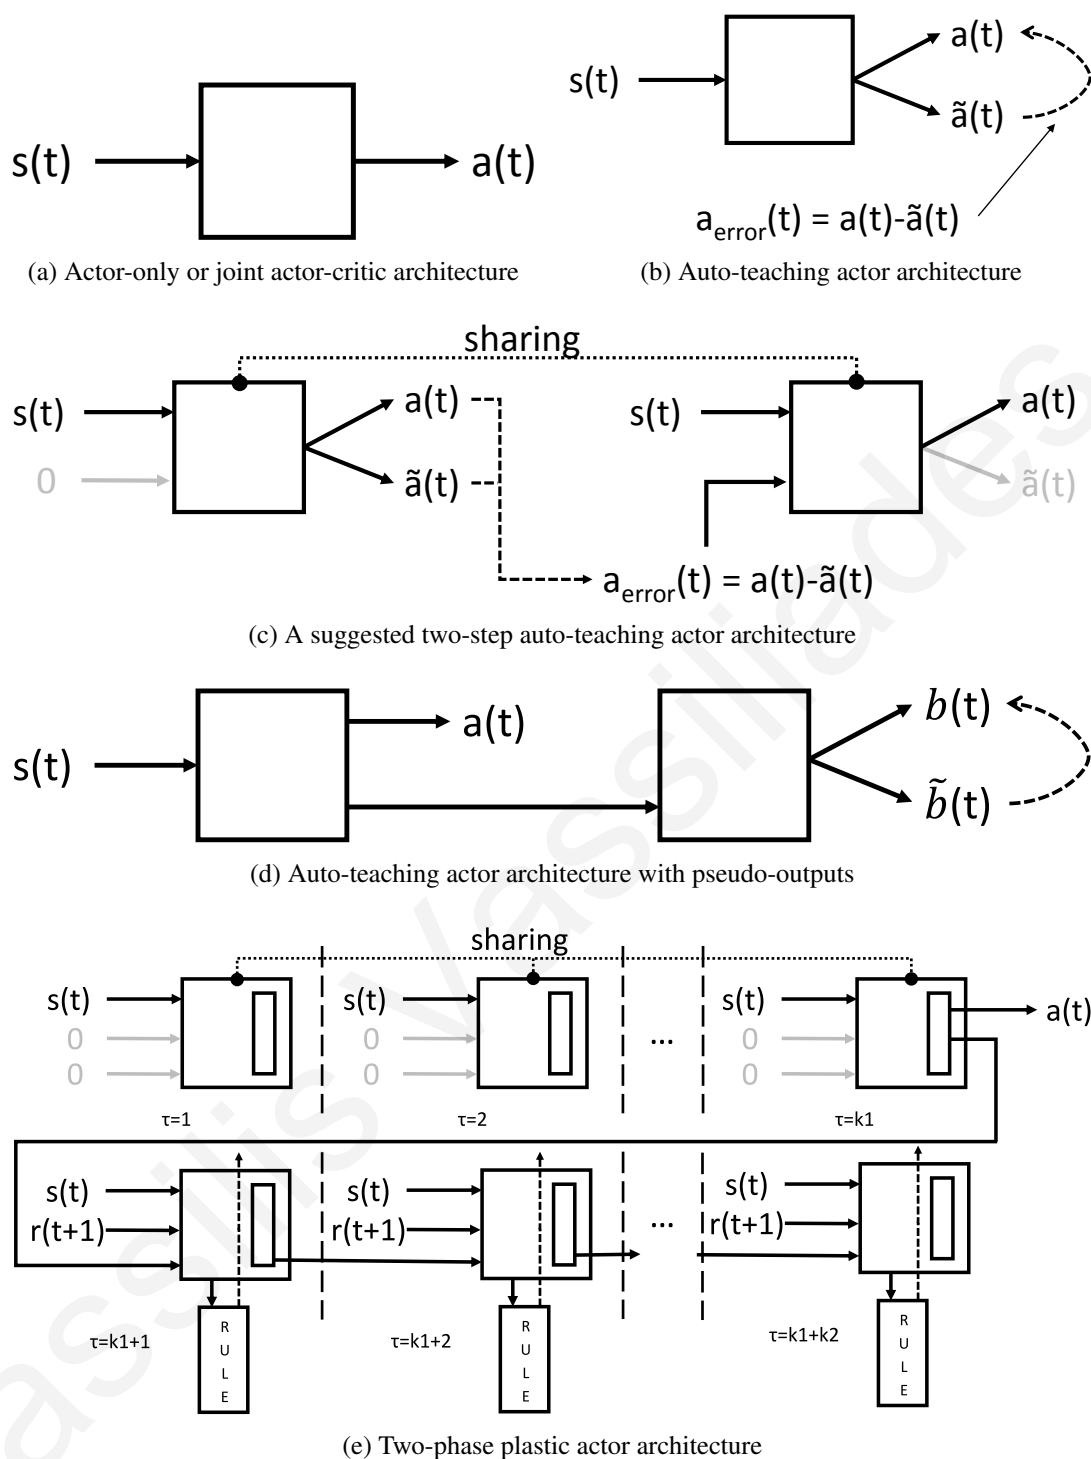 s(t) a(t)
s(t) a(t)
ã(t)
a_error(t) = a(t)-ã(t)
(a) Actor-only or joint actor-critic architecture
(b) Auto-teaching actor architecture
sharing
s(t) a(t) s(t) a(t)
0 ã(t) ã(t)
a_error(t) = a(t)-ã(t)
(c) A suggested two-step auto-teaching actor architecture
s(t) a(t) b(t)
b̃(t)
(d) Auto-teaching actor architecture with pseudo-outputs
sharing
s(t) s(t) s(t) a(t)
0 0 ... 0
0 0 0
τ=1 τ=2 τ=k1
s(t) s(t) s(t)
r(t+1) r(t+1) ... r(t+1)
τ=k1+1 RULE τ=k1+2 RULE τ=k1+k2 RULE
(e) Two-phase plastic actor architecture
Vassilis Vassiliades